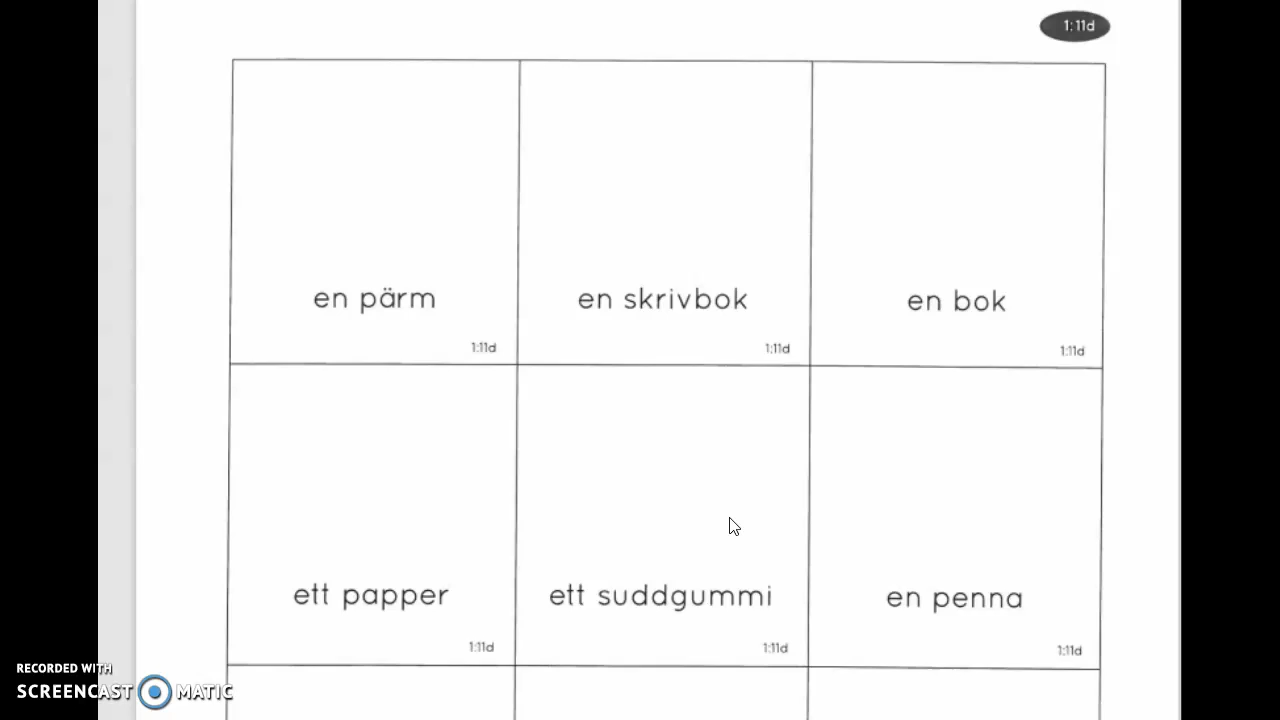 1:11d
en pärm
en skrivbok
en bok
1:11d
1:11d
1:11d
ett papper
ett suddgummi
en penna
1:11d
1:11d
1:11d
RECORDED WITH
SCREENCAST MATIC